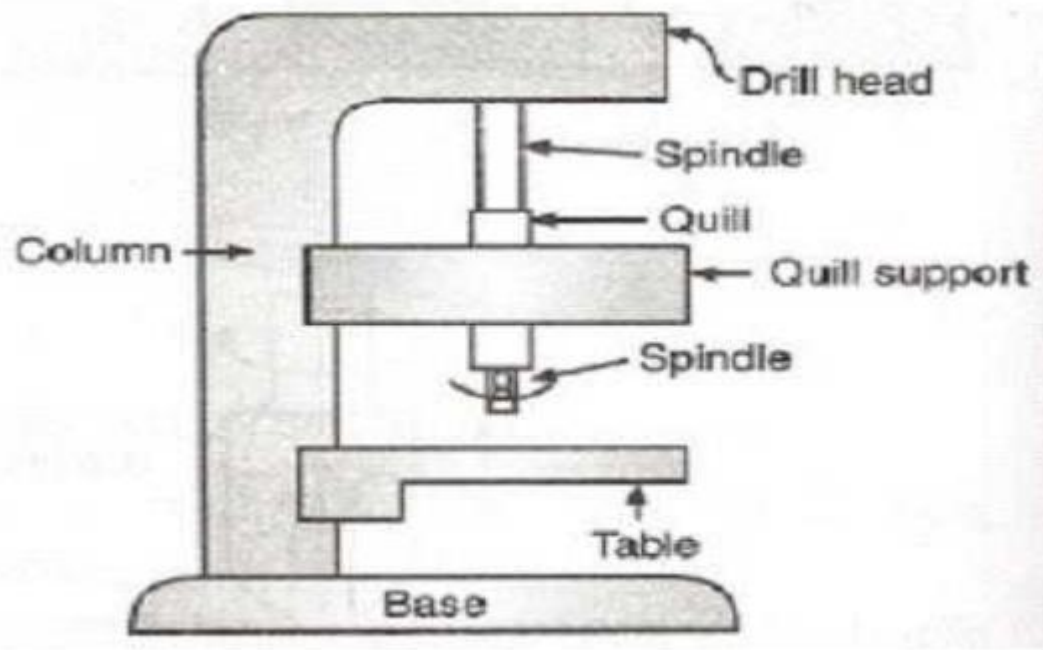 Drill head
Spindle
Quill
Column
Quill support
Spindle
Table
Base